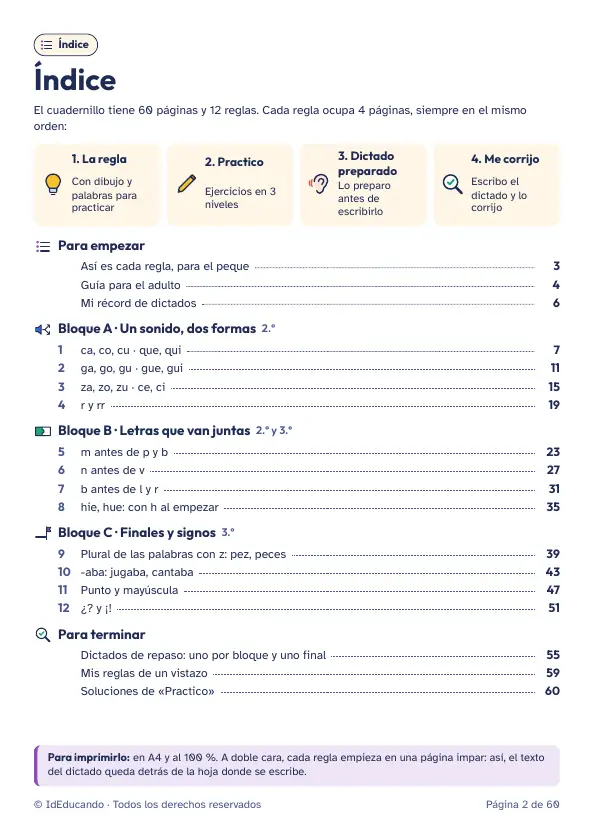 Índice
Índice
El cuadernillo tiene 60 páginas y 12 reglas. Cada regla ocupa 4 páginas, siempre en el mismo
orden:
1. La regla
Con dibujo y
palabras para
practicar
2. Practico
Ejercicios en 3
niveles
3. Dictado
preparado
Lo preparo
antes de
escribirlo
4. Me corrijo
Escribo el
dictado y lo
corrijo
Para empezar
Así es cada regla, para el peque 3
Guía para el adulto 4
Mi récord de dictados 6
Bloque A · Un sonido, dos formas 2.º
1 ca, co, cu · que, qui 7
2 ga, go, gu · gue, gui 11
3 za, zo, zu · ce, ci 15
4 r y rr 19
Bloque B · Letras que van juntas 2.º y 3.º
5 m antes de p y b 23
6 n antes de v 27
7 b antes de l y r 31
8 hie, hue: con h al empezar 35
Bloque C · Finales y signos 3.º
9 Plural de las palabras con z: pez, peces 39
10 -aba: jugaba, cantaba 43
11 Punto y mayúscula 47
12 ¿? y ¡! 51
Para terminar
Dictados de repaso: uno por bloque y uno final 55
Mis reglas de un vistazo 59
Soluciones de «Practico» 60
Para imprimirlo: en A4 y al 100 %. A doble cara, cada regla empieza en una página impar: así, el texto
del dictado queda detrás de la hoja donde se escribe.
© IdEducando · Todos los derechos reservados
Página 2 de 60